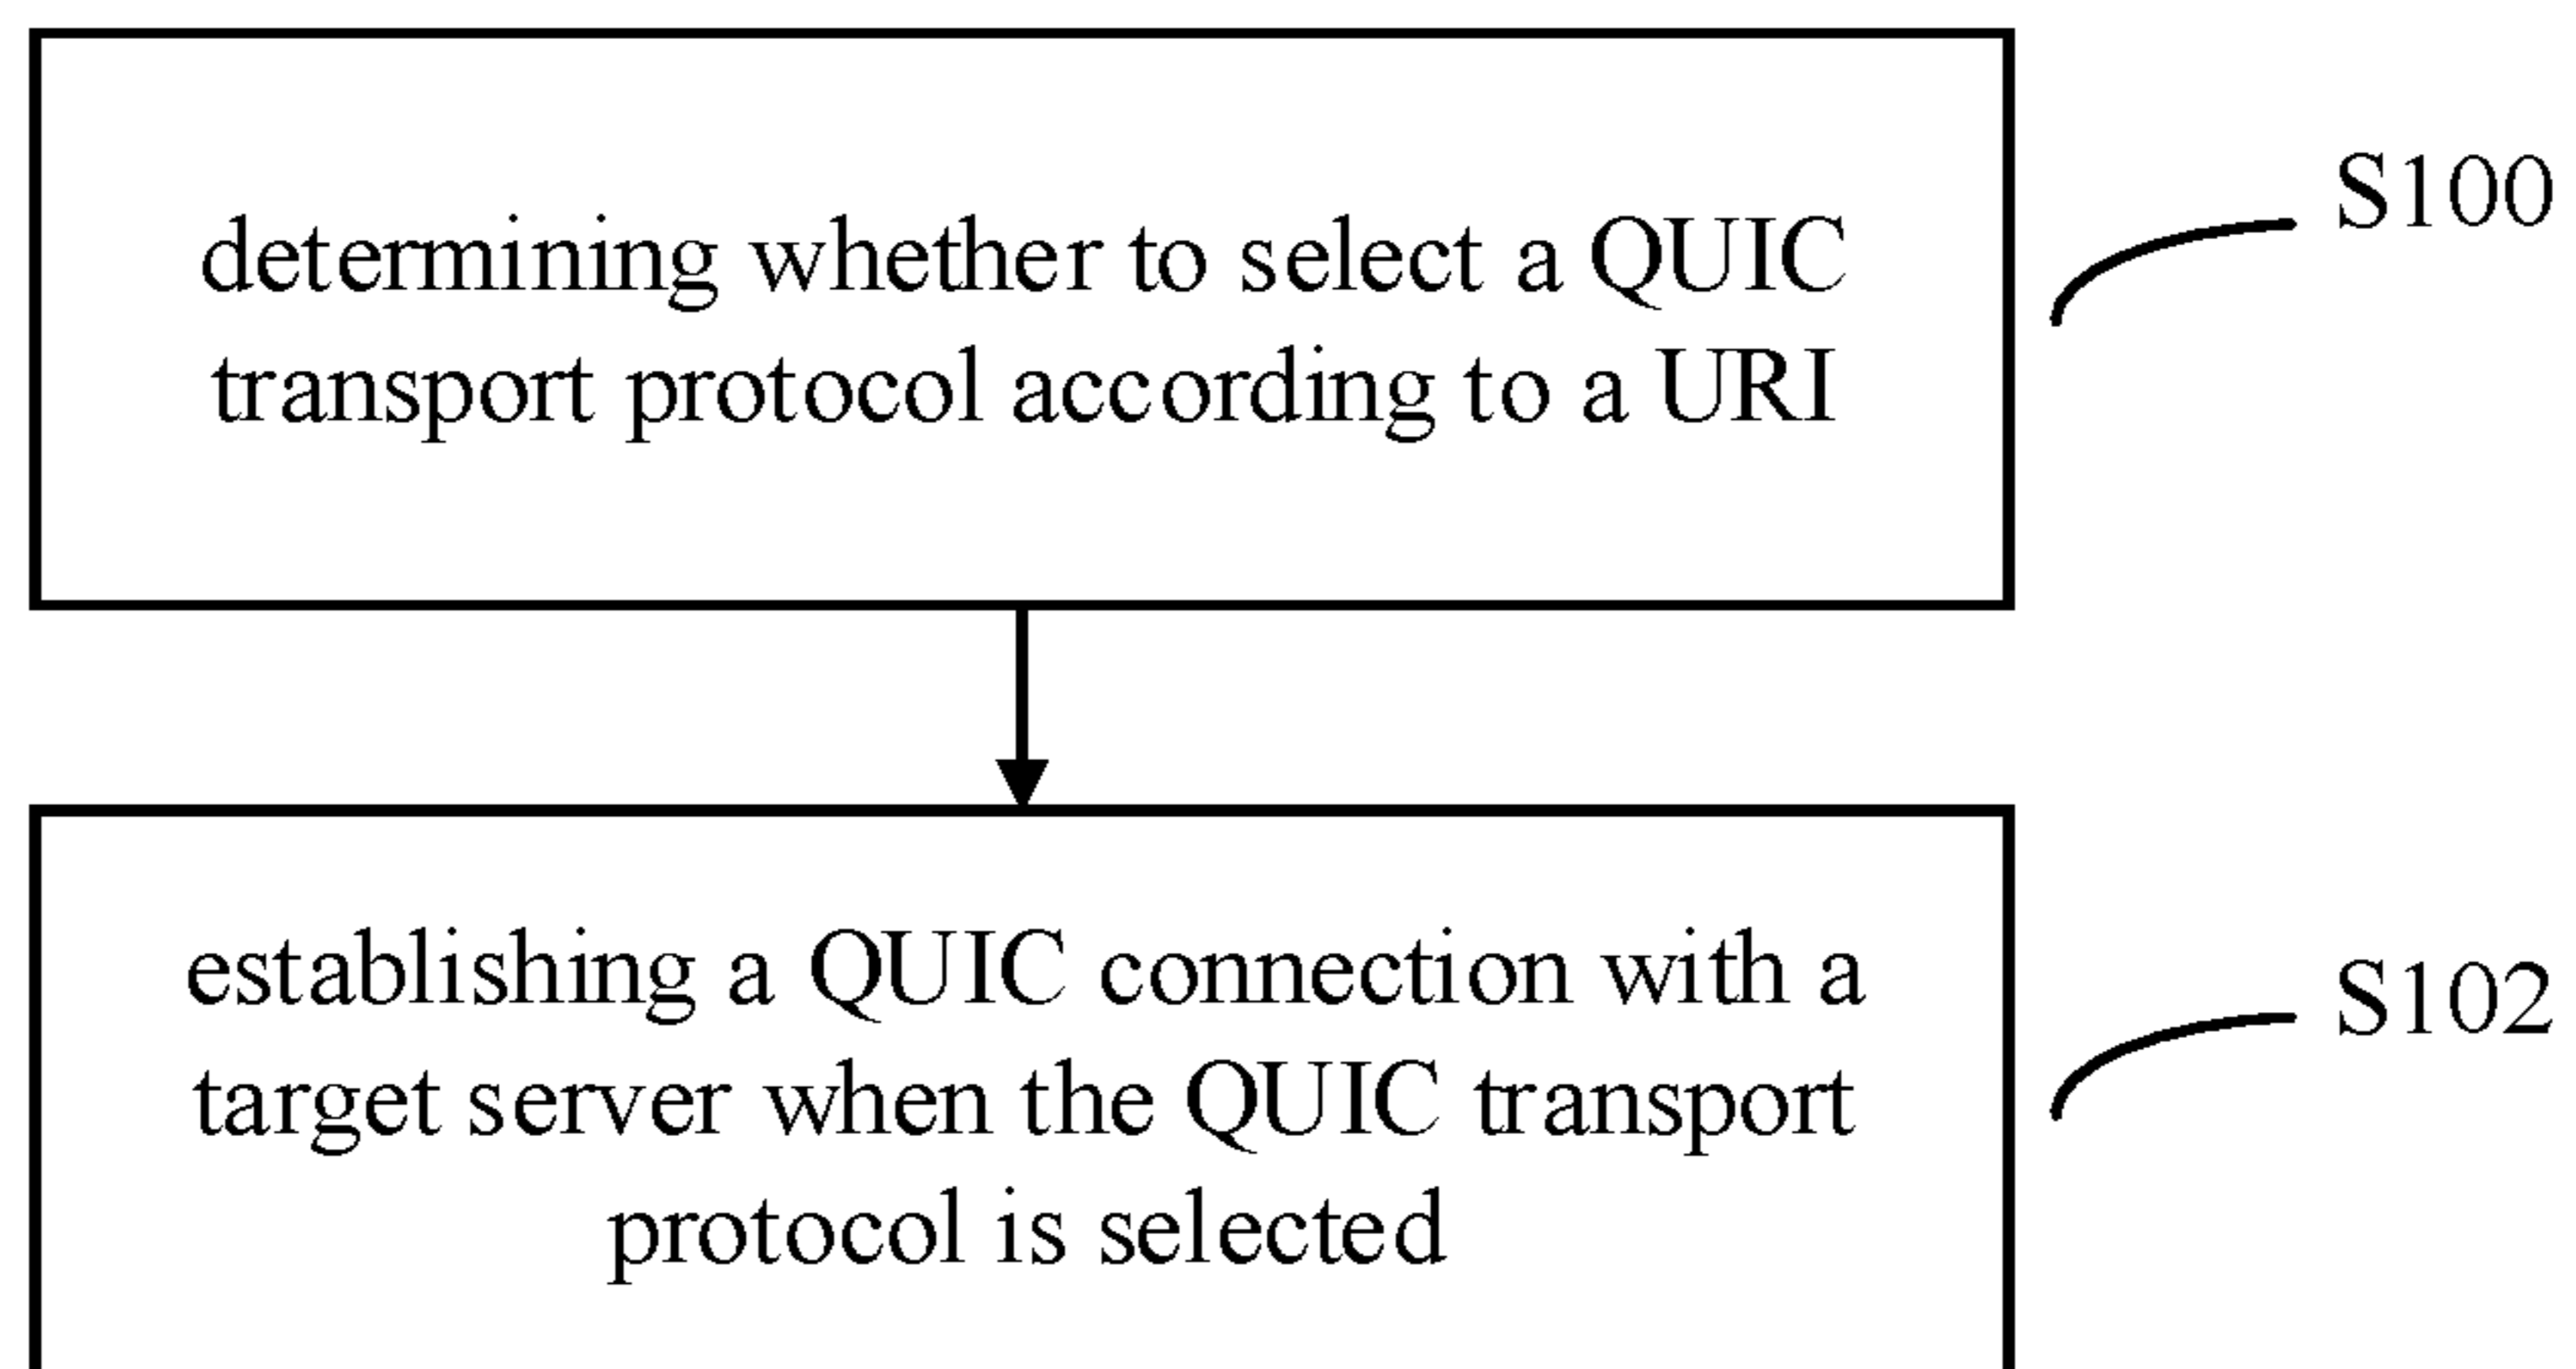 determining whether to select a QUIC
transport protocol according to a URI
S100
establishing a QUIC connection with a
target server when the QUIC transport
protocol is selected
S102